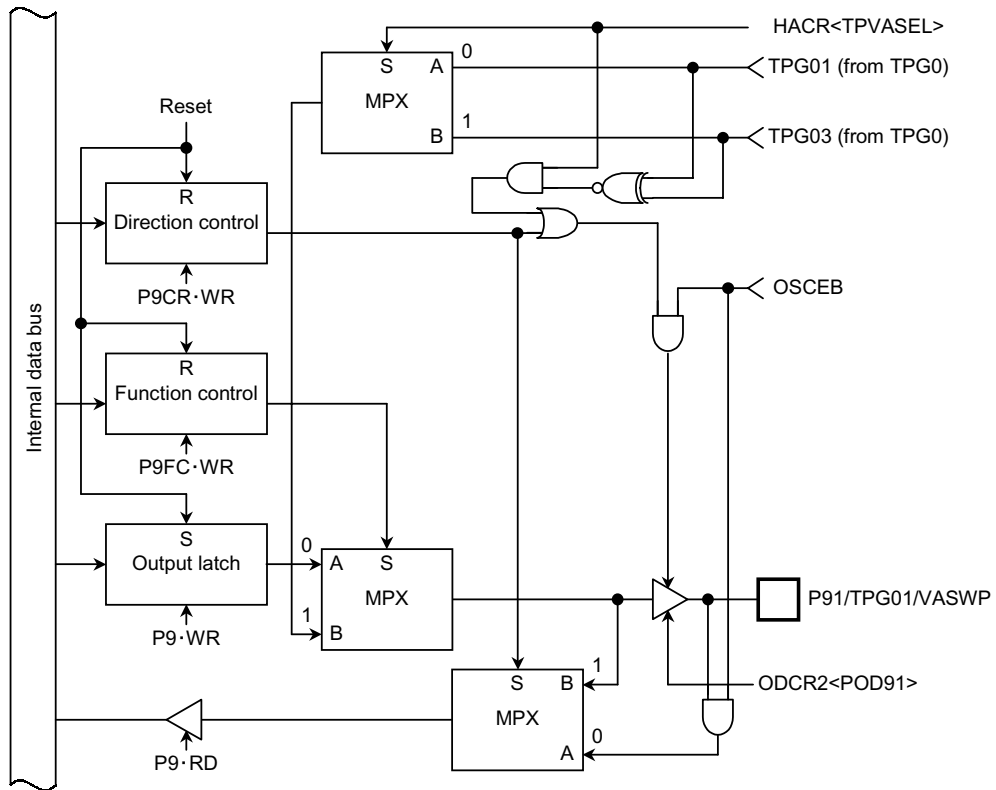 HACR<TPVASEL>
S
A
0
MPX
B
1
TPG01 (from TPG0)
TPG03 (from TPG0)
Reset
R
Direction control
P9CR·WR
OSCEB
Internal data bus
R
Function control
P9FC·WR
S
Output latch
P9·WR
0
A
S
MPX
1
B
P91/TPG01/VASWP
ODCR2<POD91>
S
B
1
MPX
A
0
P9·RD